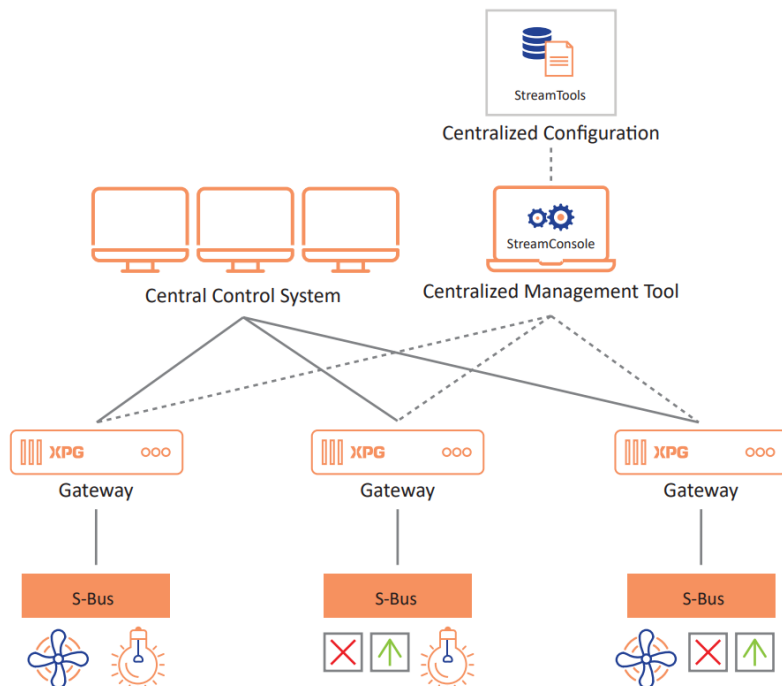 StreamTools
Centralized Configuration
StreamConsole
Central Control System
Centralized Management Tool
XPG
XPG
XPG
Gateway
Gateway
Gateway
S-Bus
S-Bus
S-Bus